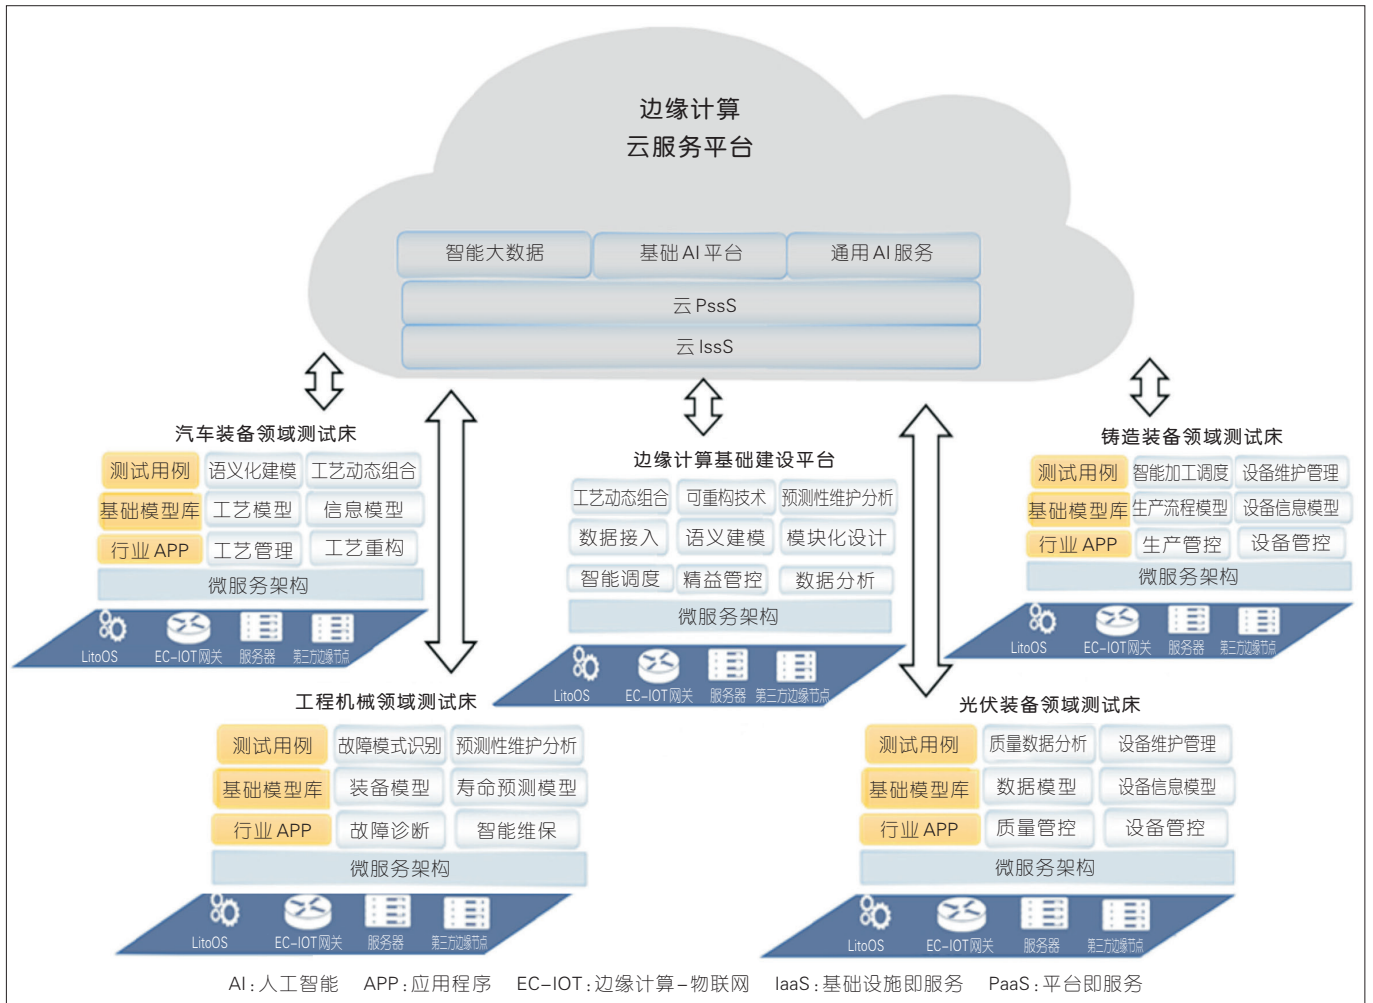 边缘计算
云服务平台
智能大数据 基础AI平台 通用AI服务
云PssS
云IssS
汽车装备领域测试床
测试用例 语义化建模 工艺动态组合
基础模型库 工艺模型 信息模型
行业APP 工艺管理 工艺重构
微服务架构
LitoOS EC-IOT网关 服务器 第三方边缘节点
边缘计算基础建设平台
工艺动态组合 可重构技术 预测性维护分析
数据接入 语义建模 模块化设计
智能调度 精益管控 数据分析
微服务架构
LitoOS EC-IOT网关 服务器 第三方边缘节点
铸造装备领域测试床
测试用例 智能加工调度 设备维护管理
基础模型库 生产流程模型 设备信息模型
行业APP 生产管控 设备管控
微服务架构
LitoOS EC-IOT网关 服务器 第三方边缘节点
工程机械领域测试床
测试用例 故障模式识别 预测性维护分析
基础模型库 装备模型 寿命预测模型
行业APP 故障诊断 智能维保
微服务架构
LitoOS EC-IOT网关 服务器 第三方边缘节点
光伏装备领域测试床
测试用例 质量数据分析 设备维护管理
基础模型库 数据模型 设备信息模型
行业APP 质量管控 设备管控
微服务架构
LitoOS EC-IOT网关 服务器 第三方边缘节点
AI:人工智能 APP:应用程序 EC-IOT:边缘计算-物联网 IaaS:基础设施即服务 PaaS:平台即服务